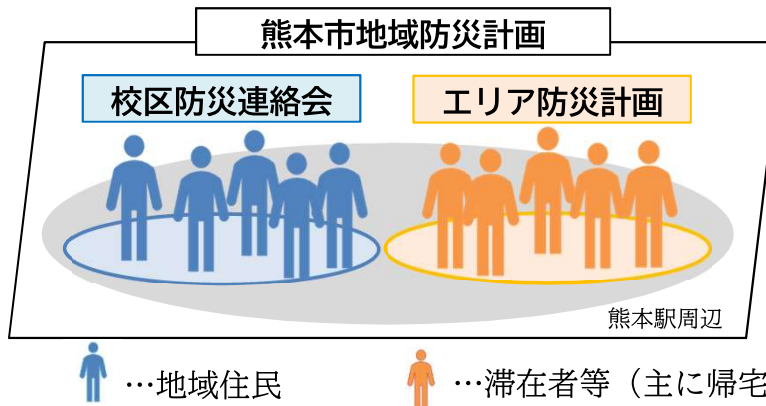 熊本市地域防災計画
校区防災連絡会
エリア防災計画
熊本駅周辺
…地域住民
…滞在者等（主に帰宅